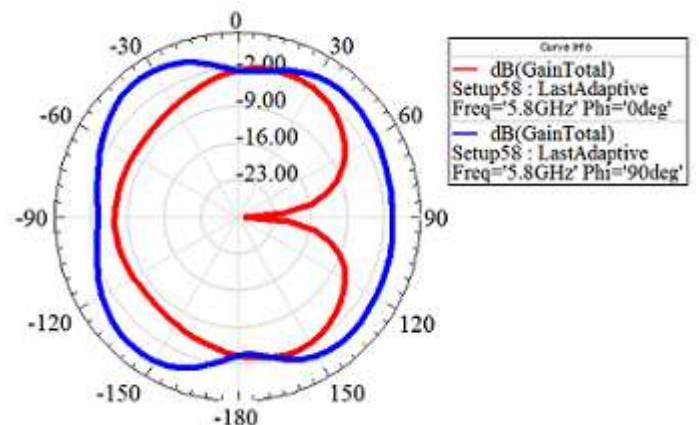 0
-30
30
-2.00
-60
-9.00
60
-16.00
-23.00
-90
90
-120
120
-150
150
-180
Curve Info
dB(GainTotal)
Setup58 : LastAdaptive
Freq='5.8GHz' Phi='0deg'
dB(GainTotal)
Setup58 : LastAdaptive
Freq='5.8GHz' Phi='90deg'